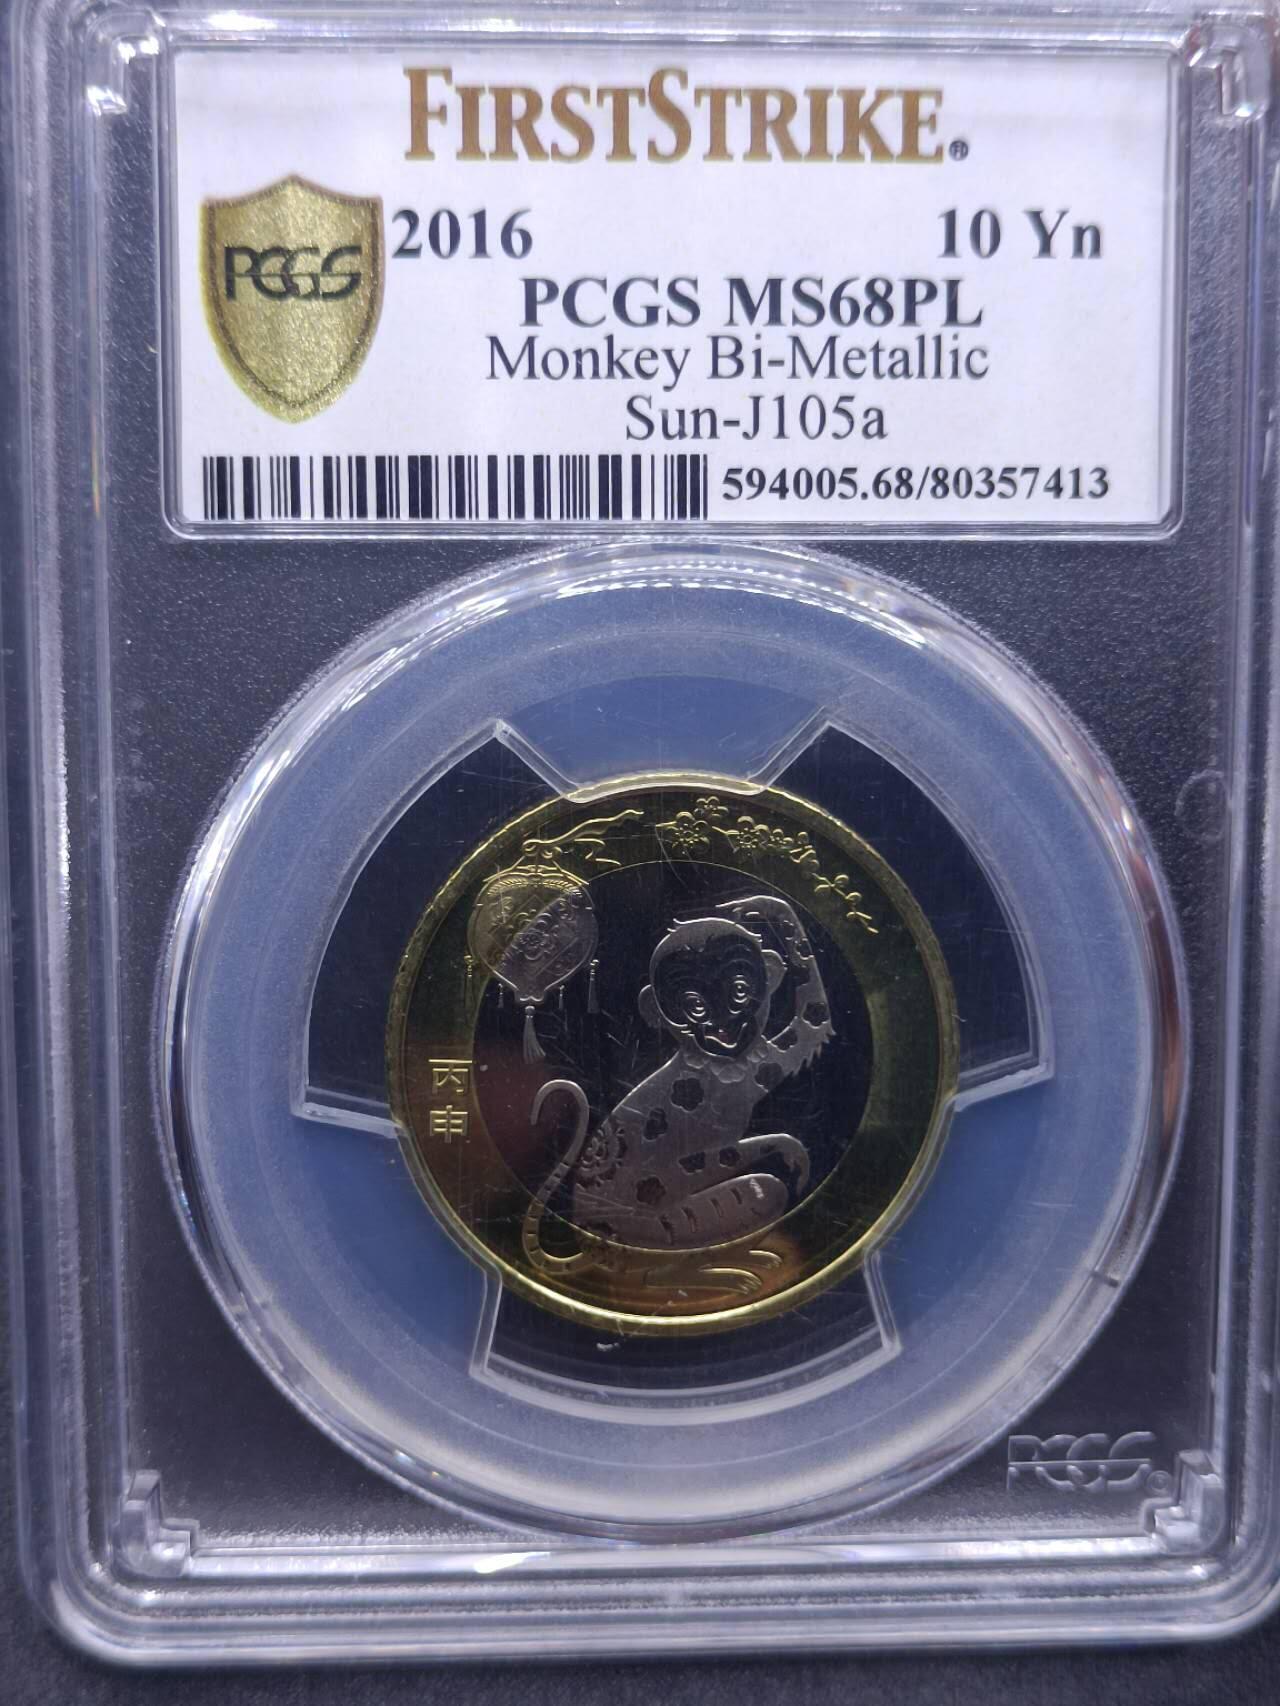 FIRSTSTRIKE®
PCGS
2016 10 Yn
PCGS MS68PL
Monkey Bi-Metallic
Sun-J105a
594005.68/80357413
丙
申
PCGS©